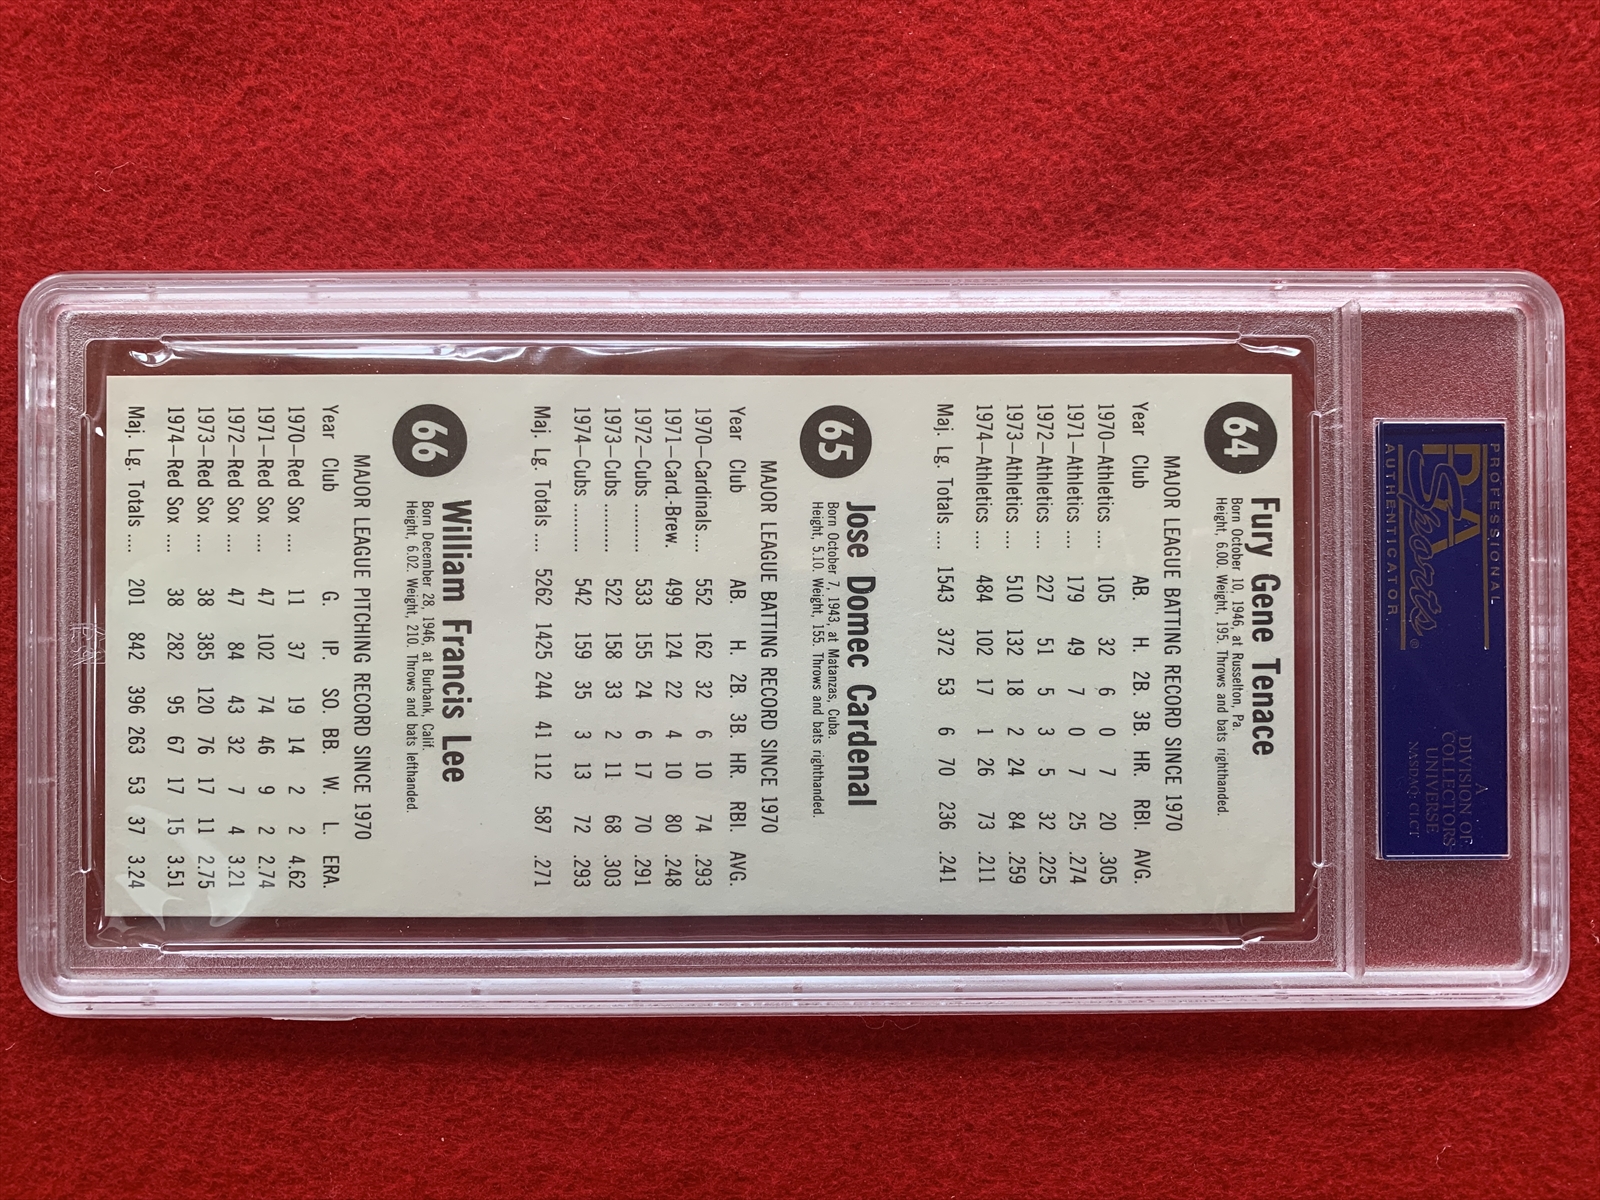 PROFESSIONAL
PSA
Sports®
AUTHENTICATOR
A
DIVISION OF
COLLECTORS
UNIVERSE
NASDAQ: CLCT
64 Fury Gene Tenace
Born October 10, 1946, at Russelton, Pa.
Height, 6.00. Weight, 195. Throws and bats righthanded.
MAJOR LEAGUE BATTING RECORD SINCE 1970
Year Club AB. H. 2B. 3B. HR. RBI. AVG.
1970—Athletics .... 105 32 6 0 7 20 .305
1971—Athletics .... 179 49 7 0 7 25 .274
1972—Athletics .... 227 51 5 3 5 32 .225
1973—Athletics .... 510 132 18 2 24 84 .259
1974—Athletics .... 484 102 17 1 26 73 .211
Maj. Lg. Totals .... 1543 372 53 6 70 236 .241
65 Jose Domec Cardenal
Born October 7, 1943, at Matanzas, Cuba.
Height, 5.10. Weight, 155. Throws and bats righthanded.
MAJOR LEAGUE BATTING RECORD SINCE 1970
Year Club AB. H. 2B. 3B. HR. RBI. AVG.
1970—Cardinals.... 552 162 32 6 10 74 .293
1971—Card.-Brew. 499 124 22 4 10 80 .248
1972—Cubs .......... 533 155 24 6 17 70 .291
1973—Cubs .......... 522 158 33 2 11 68 .303
1974—Cubs .......... 542 159 35 3 13 72 .293
Maj. Lg. Totals .... 5262 1425 244 41 112 587 .271
66 William Francis Lee
Born December 28, 1946, at Burbank, Calif.
Height, 6.02. Weight, 210. Throws and bats lefthanded.
MAJOR LEAGUE PITCHING RECORD SINCE 1970
Year Club G. IP. SO. BB. W. L. ERA.
1970—Red Sox .... 11 37 19 14 2 2 4.62
1971—Red Sox .... 47 102 74 46 9 2 2.74
1972—Red Sox .... 47 84 43 32 7 4 3.21
1973—Red Sox .... 38 385 120 76 17 11 2.75
1974—Red Sox .... 38 282 95 67 17 15 3.51
Maj. Lg. Totals .... 201 842 396 263 53 37 3.24